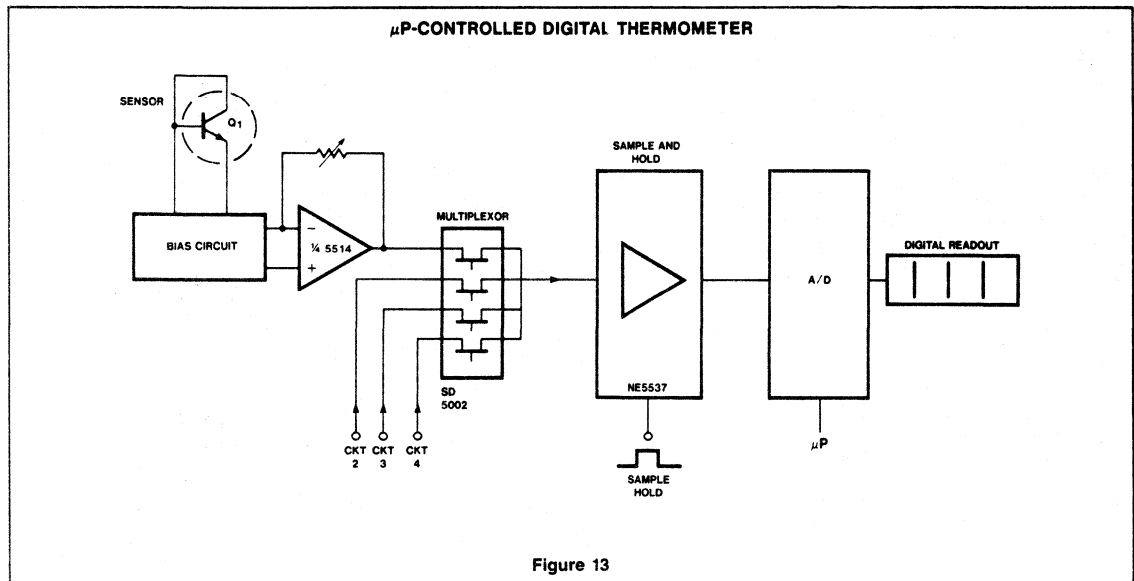 μP-CONTROLLED DIGITAL THERMOMETER
SENSOR
Q1
BIAS CIRCUIT
−
¼ 5514
+
MULTIPLEXOR
SD
5002
CKT
2
CKT
3
CKT
4
SAMPLE AND
HOLD
NE5537
SAMPLE
HOLD
A/D
μP
DIGITAL READOUT
Figure 13